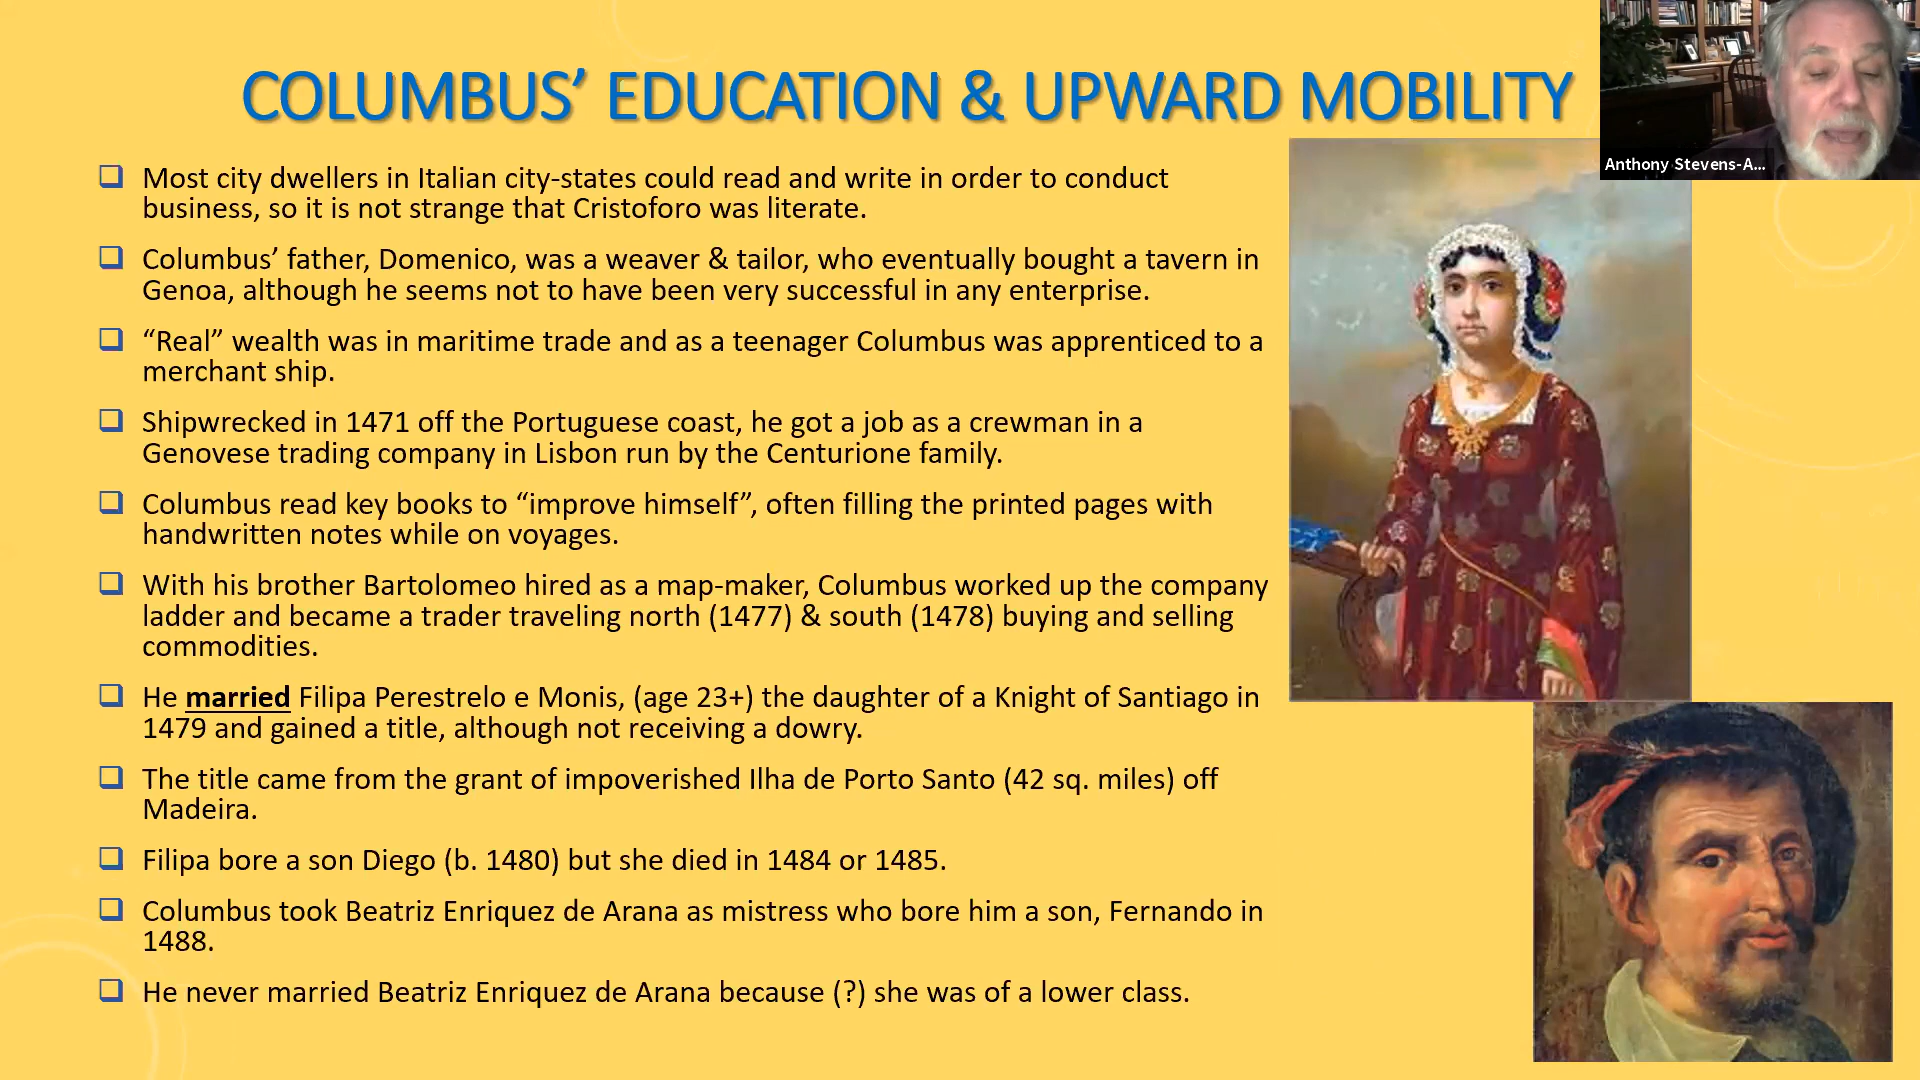 COLUMBUS’ EDUCATION & UPWARD MOBILITY
Anthony Stevens-A...
Most city dwellers in Italian city-states could read and write in order to conduct
business, so it is not strange that Cristoforo was literate.
Columbus’ father, Domenico, was a weaver & tailor, who eventually bought a tavern in
Genoa, although he seems not to have been very successful in any enterprise.
“Real” wealth was in maritime trade and as a teenager Columbus was apprenticed to a
merchant ship.
Shipwrecked in 1471 off the Portuguese coast, he got a job as a crewman in a
Genovese trading company in Lisbon run by the Centurione family.
Columbus read key books to “improve himself”, often filling the printed pages with
handwritten notes while on voyages.
With his brother Bartolomeo hired as a map-maker, Columbus worked up the company
ladder and became a trader traveling north (1477) & south (1478) buying and selling
commodities.
He married Filipa Perestrelo e Monis, (age 23+) the daughter of a Knight of Santiago in
1479 and gained a title, although not receiving a dowry.
The title came from the grant of impoverished Ilha de Porto Santo (42 sq. miles) off
Madeira.
Filipa bore a son Diego (b. 1480) but she died in 1484 or 1485.
Columbus took Beatriz Enriquez de Arana as mistress who bore him a son, Fernando in
1488.
He never married Beatriz Enriquez de Arana because (?) she was of a lower class.